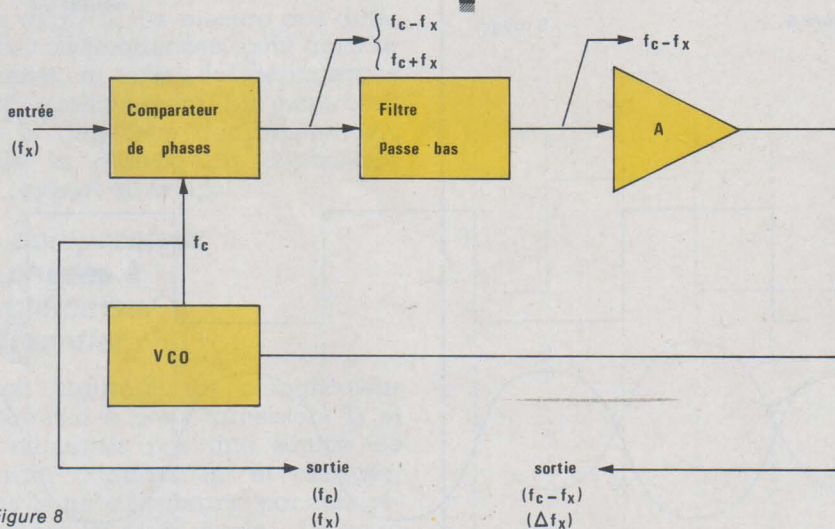 fc–fx
fc+fx
fc–fx
entrée
(fx)
Comparateur
de phases
Filtre
Passe bas
A
fc
VCO
sortie
(fc)
(fx)
sortie
(fc–fx)
(Δfx)
Figure 8